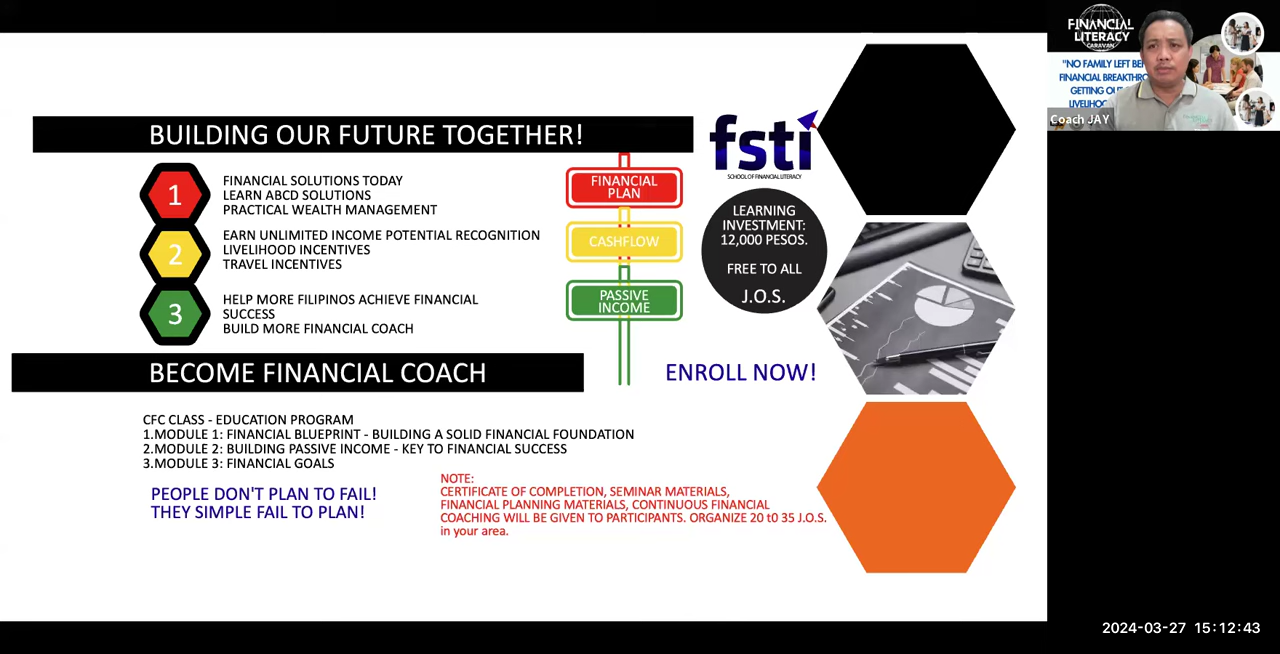 BUILDING OUR FUTURE TOGETHER!
1
FINANCIAL SOLUTIONS TODAY
LEARN ABCD SOLUTIONS
PRACTICAL WEALTH MANAGEMENT
2
EARN UNLIMITED INCOME POTENTIAL RECOGNITION
LIVELIHOOD INCENTIVES
TRAVEL INCENTIVES
3
HELP MORE FILIPINOS ACHIEVE FINANCIAL
SUCCESS
BUILD MORE FINANCIAL COACH
FINANCIAL
PLAN
CASHFLOW
PASSIVE
INCOME
fsti
SCHOOL OF FINANCIAL LITERACY
LEARNING
INVESTMENT:
12,000 PESOS.
FREE TO ALL
J.O.S.
BECOME FINANCIAL COACH
ENROLL NOW!
CFC CLASS - EDUCATION PROGRAM
1.MODULE 1: FINANCIAL BLUEPRINT - BUILDING A SOLID FINANCIAL FOUNDATION
2.MODULE 2: BUILDING PASSIVE INCOME - KEY TO FINANCIAL SUCCESS
3.MODULE 3: FINANCIAL GOALS
PEOPLE DON'T PLAN TO FAIL!
THEY SIMPLE FAIL TO PLAN!
NOTE:
CERTIFICATE OF COMPLETION, SEMINAR MATERIALS,
FINANCIAL PLANNING MATERIALS, CONTINUOUS FINANCIAL
COACHING WILL BE GIVEN TO PARTICIPANTS. ORGANIZE 20 t0 35 J.O.S.
in your area.
FINANCIAL
LITERACY
CARAVAN
"NO FAMILY LEFT
FINANCIAL
GETTING
Coach JAY
2024-03-27 15:12:43